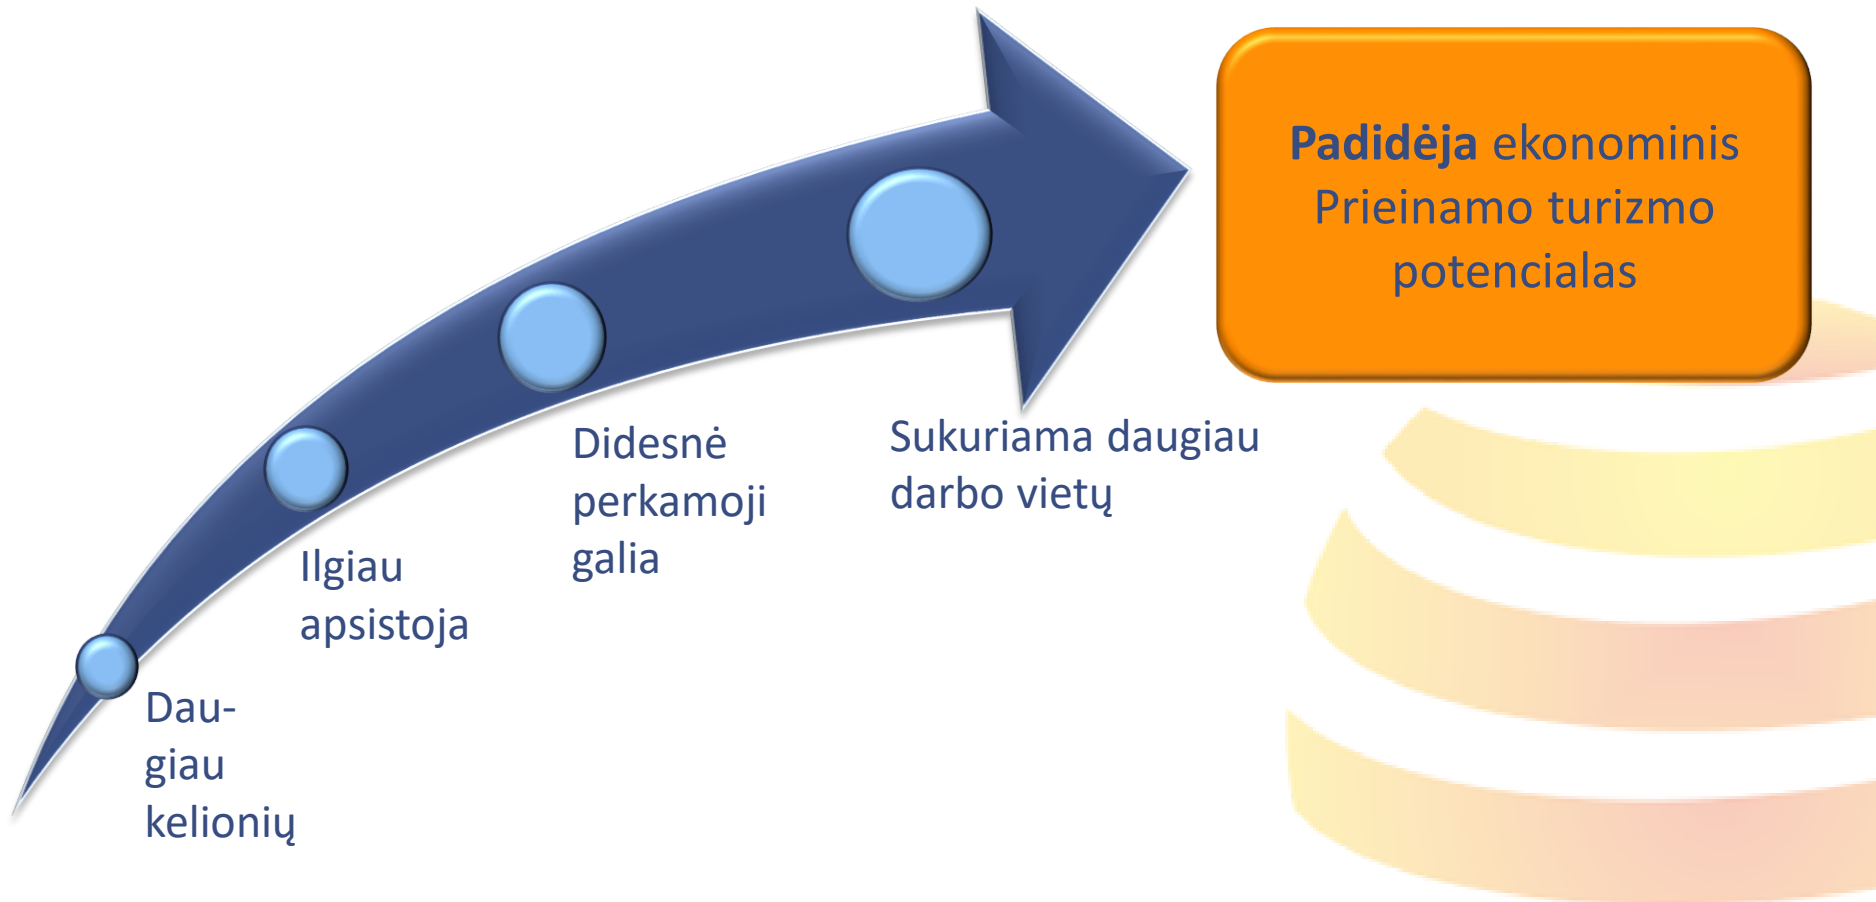 Padidėja ekonominis
Prieinamo turizmo
potencialas
Sukuriama daugiau
darbo vietų
Didesnė
perkamoji
galia
Ilgiau
apsistoja
Dau-
giau
kelionių